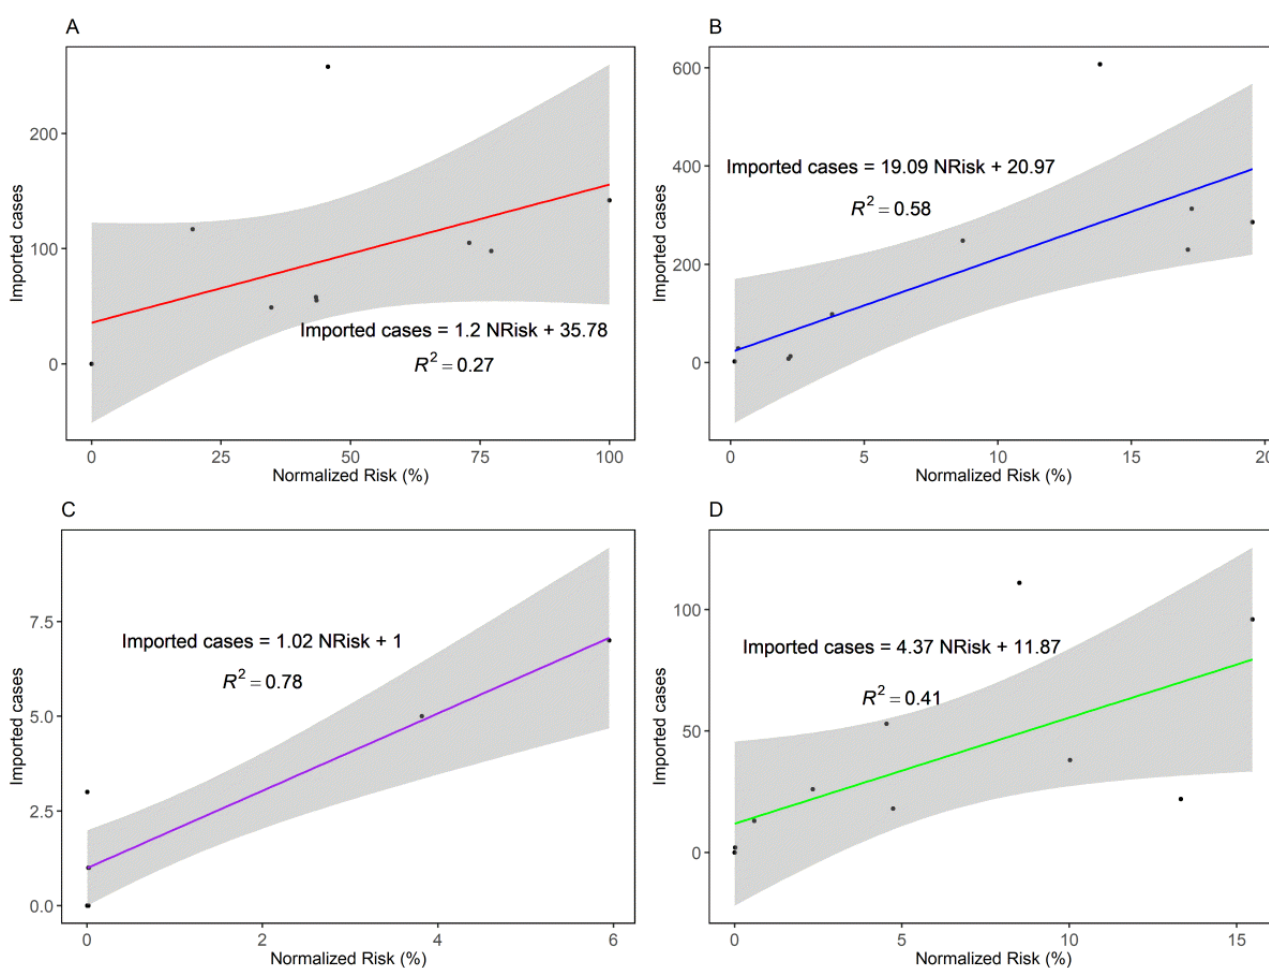 A
200
100
0
Imported cases
Imported cases = 1.2 NRisk + 35.78
R² = 0.27
0 25 50 75 100
Normalized Risk (%)
B
600
400
200
0
Imported cases
Imported cases = 19.09 NRisk + 20.97
R² = 0.58
0 5 10 15 20
Normalized Risk (%)
C
7.5
5.0
2.5
0.0
Imported cases
Imported cases = 1.02 NRisk + 1
R² = 0.78
0 2 4 6
Normalized Risk (%)
D
100
50
0
Imported cases
Imported cases = 4.37 NRisk + 11.87
R² = 0.41
0 5 10 15
Normalized Risk (%)